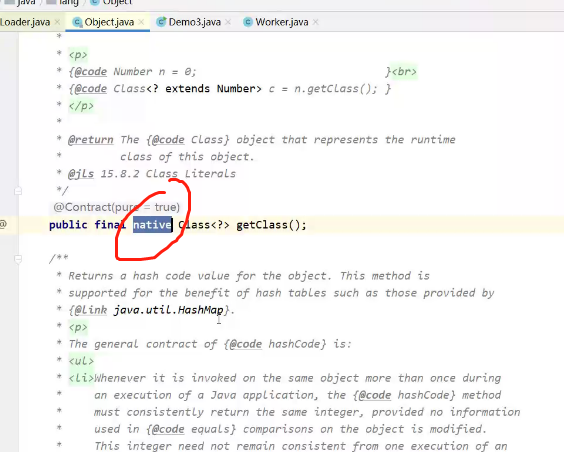 java lang Object
Loader.java Object.java Demo3.java Worker.java
*
* <p>
* {@code Number n = 0; }<br>
* {@code Class<? extends Number> c = n.getClass(); }
* </p>
*
* @return The {@code Class} object that represents the runtime
* class of this object.
* @jls 15.8.2 Class Literals
*/
@Contract(pure = true)
@ public final native Class<?> getClass();
/**
* Returns a hash code value for the object. This method is
* supported for the benefit of hash tables such as those provided by
* {@link java.util.HashMap}.
* <p>
* The general contract of {@code hashCode} is:
* <ul>
* <li>Whenever it is invoked on the same object more than once during
* an execution of a Java application, the {@code hashCode} method
* must consistently return the same integer, provided no information
* used in {@code equals} comparisons on the object is modified.
* This integer need not remain consistent from one execution of an